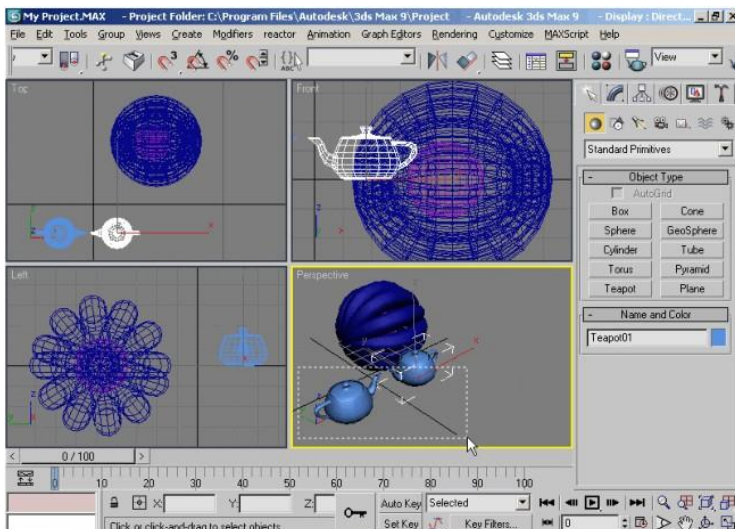 My Project.MAX - Project Folder: C:\Program Files\Autodesk\3ds Max 9\Project - Autodesk 3ds Max 9 - Display : Direct...
File Edit Tools Group Views Create Modifiers reactor Animation Graph Editors Rendering Customize MAXScript Help
View
Top
Front
Standard Primitives
- Object Type
AutoGrid
Box Cone
Sphere GeoSphere
Cylinder Tube
Torus Pyramid
Teapot Plane
- Name and Color
Teapot01
Left
Perspective
0 / 100
0 10 20 30 40 50 60 70 80 90 100
X: Y: Z: Auto Key Selected
Click or click-and-drag to select objects Set Key Key Filters... 0